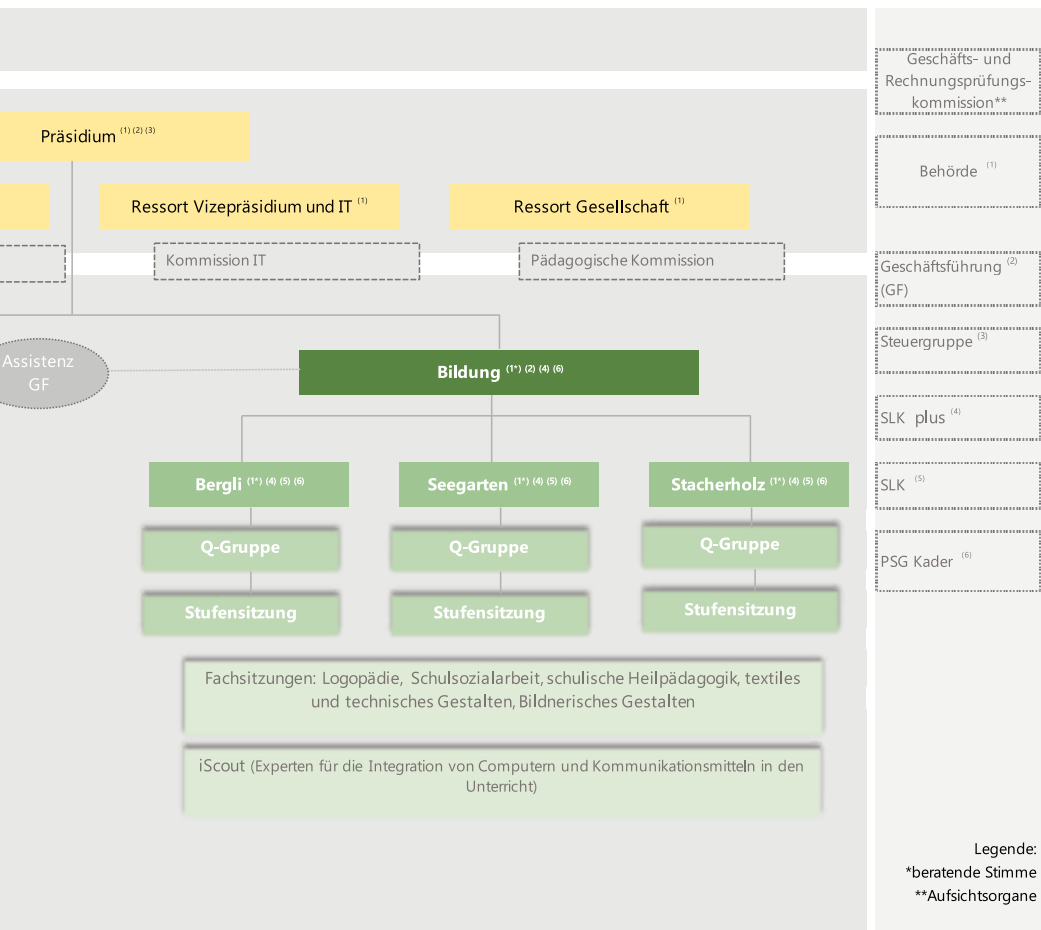 Geschäfts- und
Rechnungsprüfungs-
kommission**
Präsidium (1) (2) (3)
Behörde (1)
Ressort Vizepräsidium und IT (1)
Ressort Gesellschaft (1)
Kommission IT
Pädagogische Kommission
Geschäftsführung (2)
(GF)
Steuergruppe (3)
Assistenz
GF
Bildung (1*) (2) (4) (6)
SLK plus (4)
Bergli (1*) (4) (5) (6)
Seegarten (1*) (4) (5) (6)
Stacherholz (1*) (4) (5) (6)
SLK (5)
Q-Gruppe
Q-Gruppe
Q-Gruppe
PSG Kader (6)
Stufensitzung
Stufensitzung
Stufensitzung
Fachsitzungen: Logopädie, Schulsozialarbeit, schulische Heilpädagogik, textiles
und technisches Gestalten, Bildnerisches Gestalten
iScout (Experten für die Integration von Computern und Kommunikationsmitteln in den
Unterricht)
Legende:
*beratende Stimme
**Aufsichtsorgane